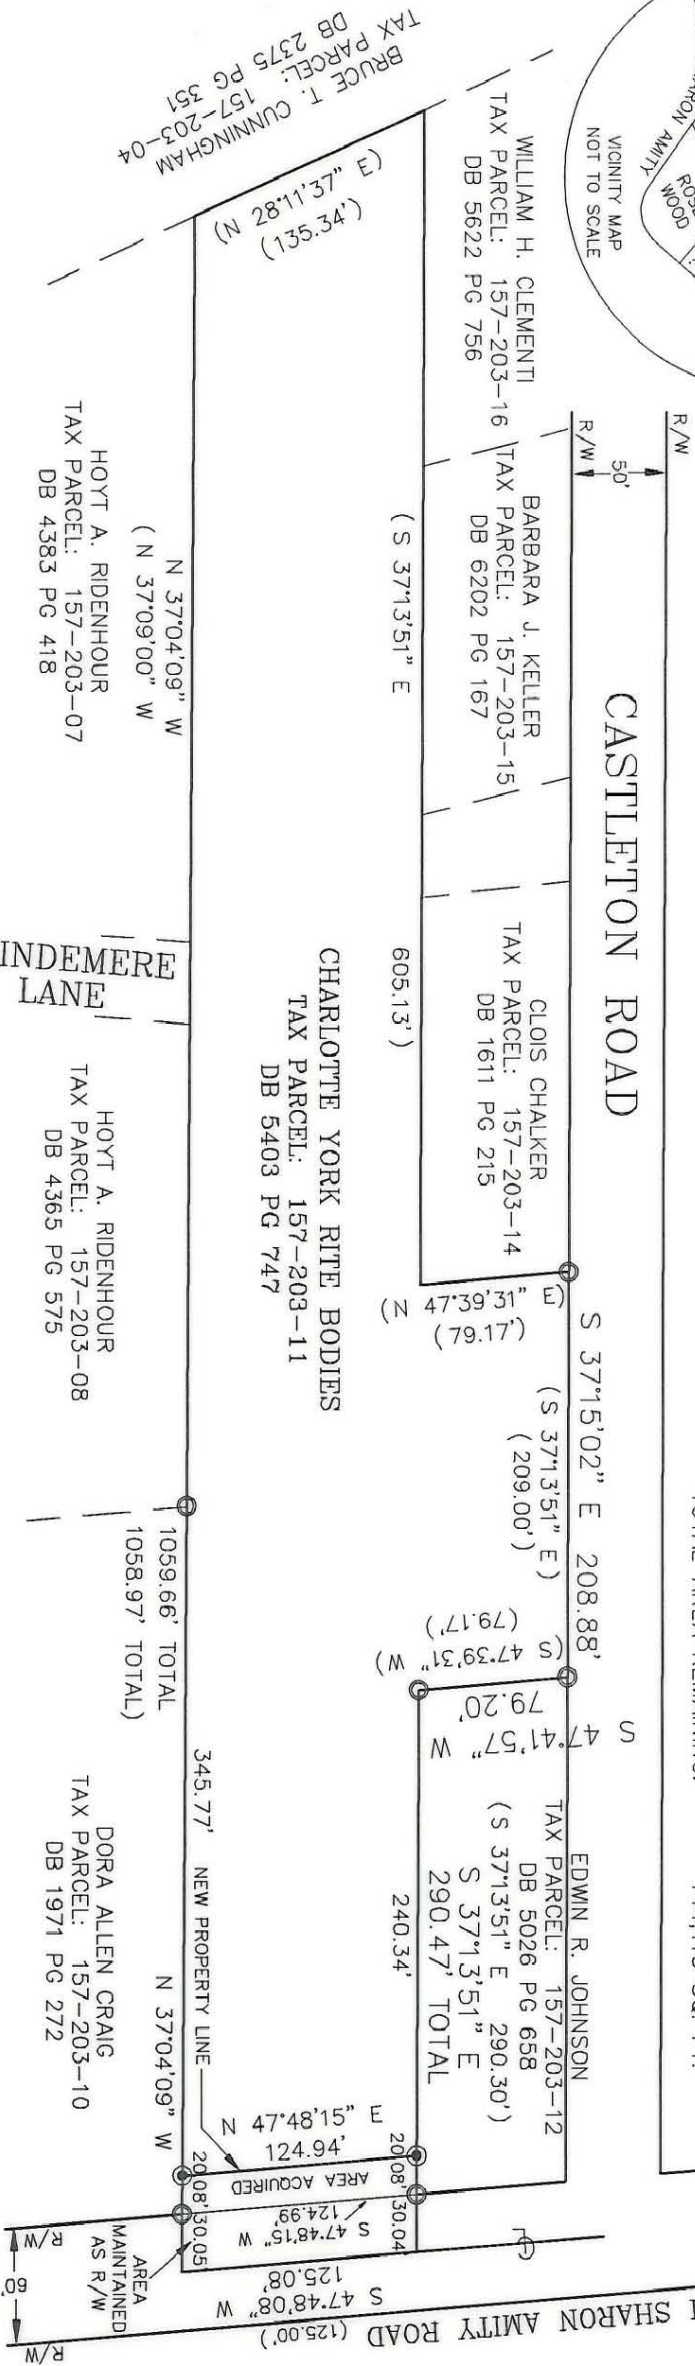 BRUCE T. CUNNINGHAM
TAX PARCEL: 157-203-04
DB 2375 PG 351
(N 28°11'37" E)
(135.34')
WILLIAM H. CLEMENTI
TAX PARCEL: 157-203-16
DB 5622 PG 756
VICINITY MAP
NOT TO SCALE
WOOD
R/W
R/W
50'
BARBARA J. KELLER
TAX PARCEL: 157-203-15
DB 6202 PG 167
CASTLETON ROAD
(S 37°13'51" E
605.13')
N 37°04'09" W
(N 37°09'00" W
HOYT A. RIDENHOUR
TAX PARCEL: 157-203-07
DB 4383 PG 418
INDEMERE
LANE
CLOIS CHALKER
TAX PARCEL: 157-203-14
DB 1611 PG 215
CHARLOTTE YORK RITE BODIES
TAX PARCEL: 157-203-11
DB 5403 PG 747
HOYT A. RIDENHOUR
TAX PARCEL: 157-203-08
DB 4365 PG 575
(N 47°39'31" E)
(79.17')
S 37°15'02" E 208.88'
(S 37°13'51" E)
(209.00')
1059.66' TOTAL
1058.97' TOTAL)
(S 47°39'31" W)
(79.17')
S 47°41'57" W
79.20'
EDWIN R. JOHNSON
TAX PARCEL: 157-203-12
DB 5026 PG 658
(S 37°13'51" E 290.30')
S 37°13'51" E
290.47' TOTAL
240.34'
345.77'
NEW PROPERTY LINE
N 37°04'09" W
DORA ALLEN CRAIG
TAX PARCEL: 157-203-10
DB 1971 PG 272
N 47°48'15" E
124.94'
AREA ACQUIRED
20.08'
30.04'
20.08'
30.05'
S 47°48'15" W
124.99'
S 47°48'08" W
125.08'
(125.00')
AREA
MAINTAINED
AS R/W
R/W
60'
R/W
SHARON AMITY ROAD